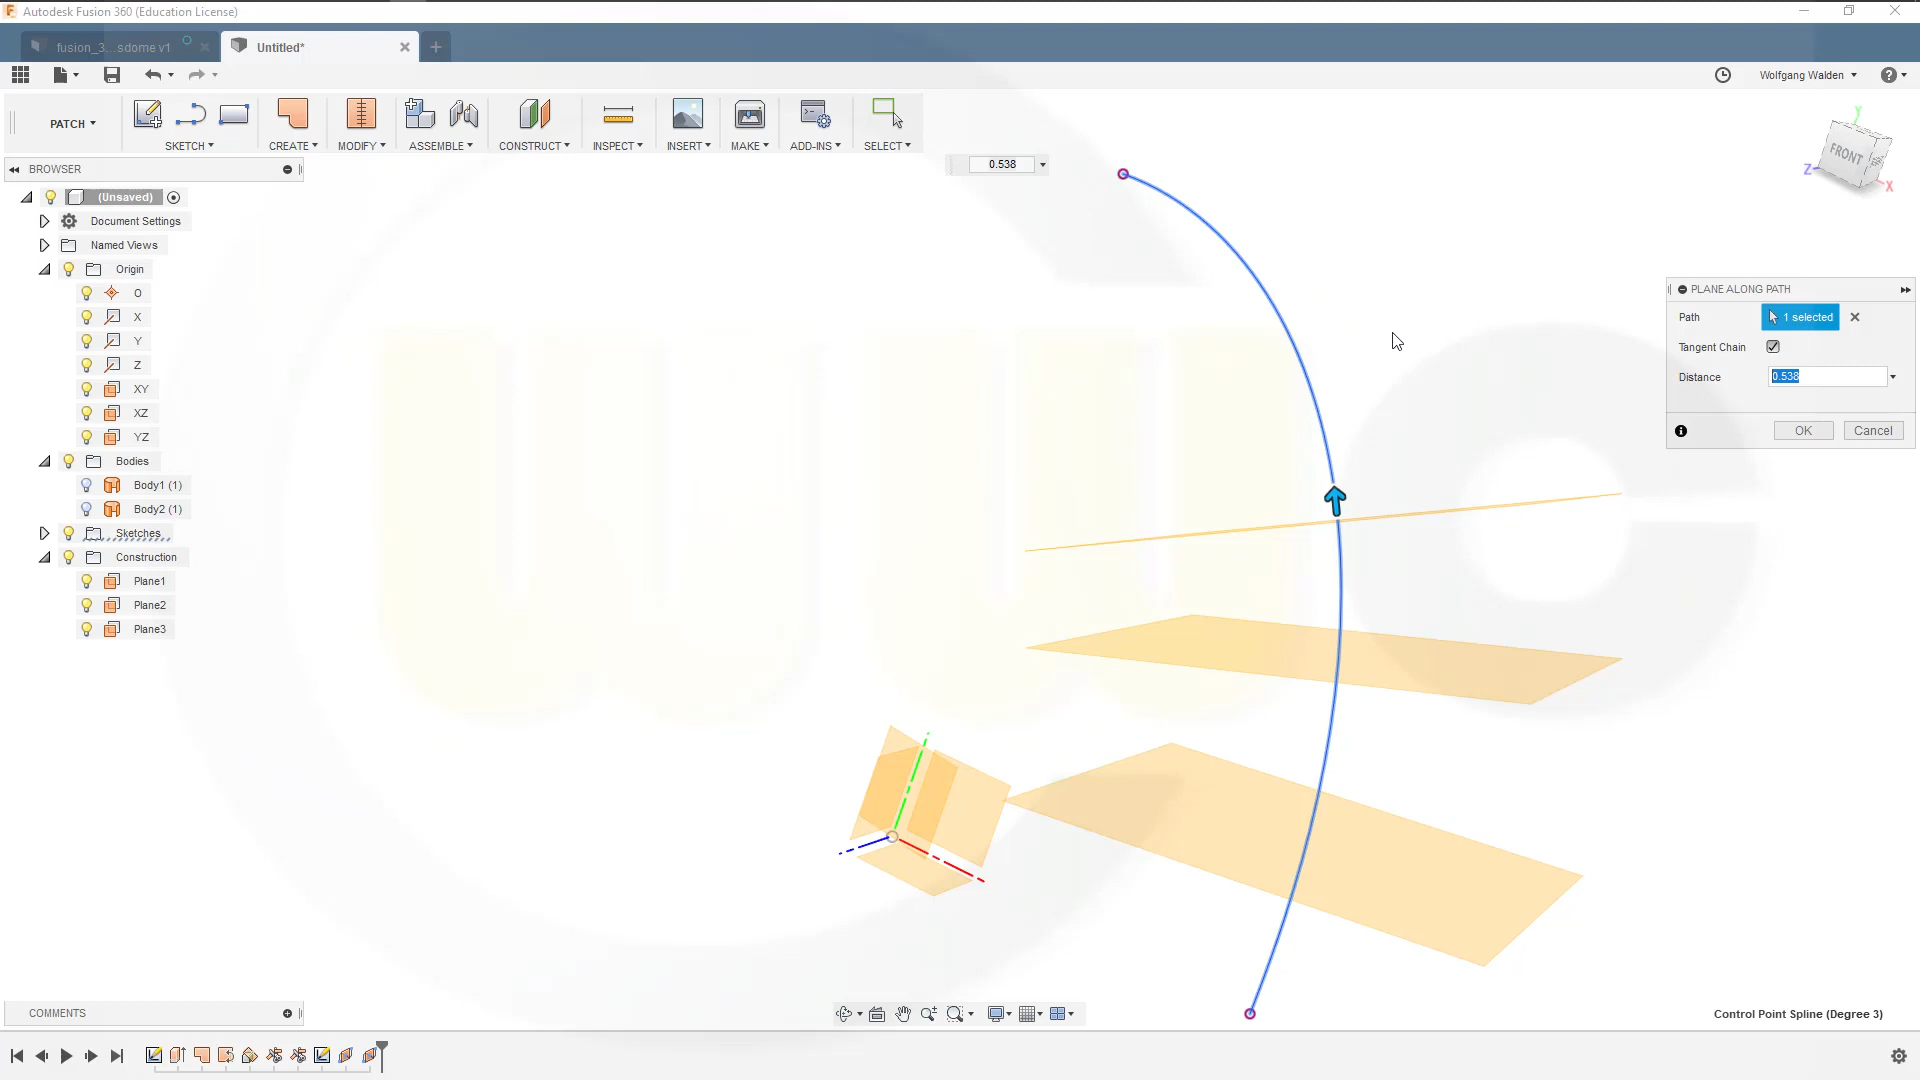 Autodesk Fusion 360 (Education License)
fusion_3...sdome v1
Untitled*
Wolfgang Walden
PATCH
SKETCH
CREATE
MODIFY
ASSEMBLE
CONSTRUCT
INSPECT
INSERT
MAKE
ADD-INS
SELECT
BROWSER
0.538
FRONT
Y
Z
X
(Unsaved)
Document Settings
Named Views
Origin
O
X
Y
Z
XY
XZ
YZ
Bodies
Body1 (1)
Body2 (1)
Sketches
Construction
Plane1
Plane2
Plane3
PLANE ALONG PATH
Path
1 selected
Tangent Chain
Distance
0.538
OK
Cancel
COMMENTS
Control Point Spline (Degree 3)